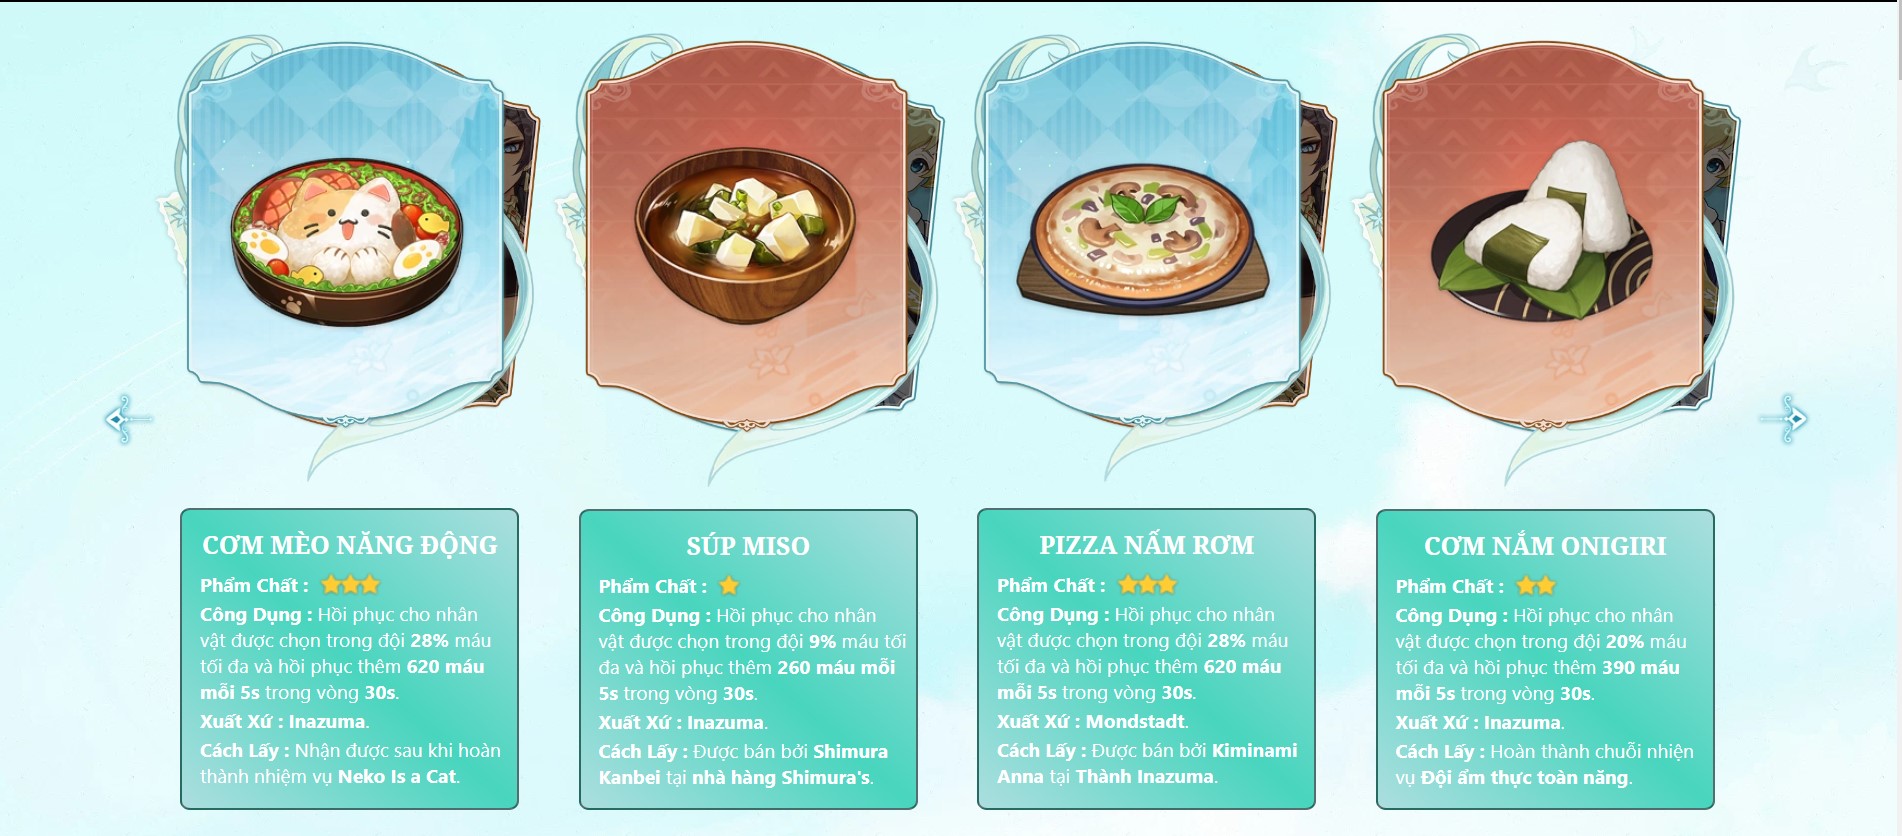 CƠM MÈO NĂNG ĐỘNG
Phẩm Chất :
Công Dụng : Hồi phục cho nhân
vật được chọn trong đội 28% máu
tối đa và hồi phục thêm 620 máu
mỗi 5s trong vòng 30s.
Xuất Xứ : Inazuma.
Cách Lấy : Nhận được sau khi hoàn
thành nhiệm vụ Neko Is a Cat.
SÚP MISO
Phẩm Chất :
Công Dụng : Hồi phục cho nhân
vật được chọn trong đội 9% máu tối
đa và hồi phục thêm 260 máu mỗi
5s trong vòng 30s.
Xuất Xứ : Inazuma.
Cách Lấy : Được bán bởi Shimura
Kanbei tại nhà hàng Shimura's.
PIZZA NẤM RƠM
Phẩm Chất :
Công Dụng : Hồi phục cho nhân
vật được chọn trong đội 28% máu
tối đa và hồi phục thêm 620 máu
mỗi 5s trong vòng 30s.
Xuất Xứ : Mondstadt.
Cách Lấy : Được bán bởi Kiminami
Anna tại Thành Inazuma.
CƠM NẮM ONIGIRI
Phẩm Chất :
Công Dụng : Hồi phục cho nhân
vật được chọn trong đội 20% máu
tối đa và hồi phục thêm 390 máu
mỗi 5s trong vòng 30s.
Xuất Xứ : Inazuma.
Cách Lấy : Hoàn thành chuỗi nhiện
vụ Đội ẩm thực toàn năng.